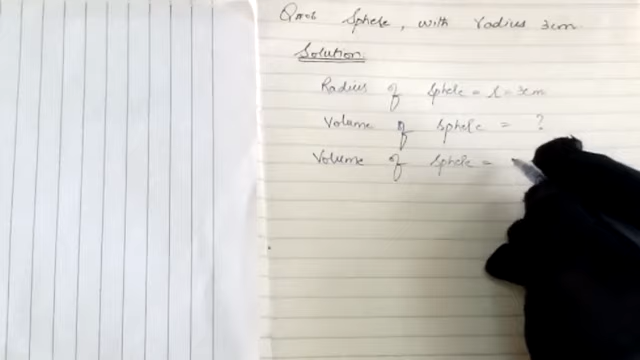 Sphere, with radius 3cm
Solution
Radius of Sphere = r = 3cm
Volume of Sphere = ?
Volume of Sphere =